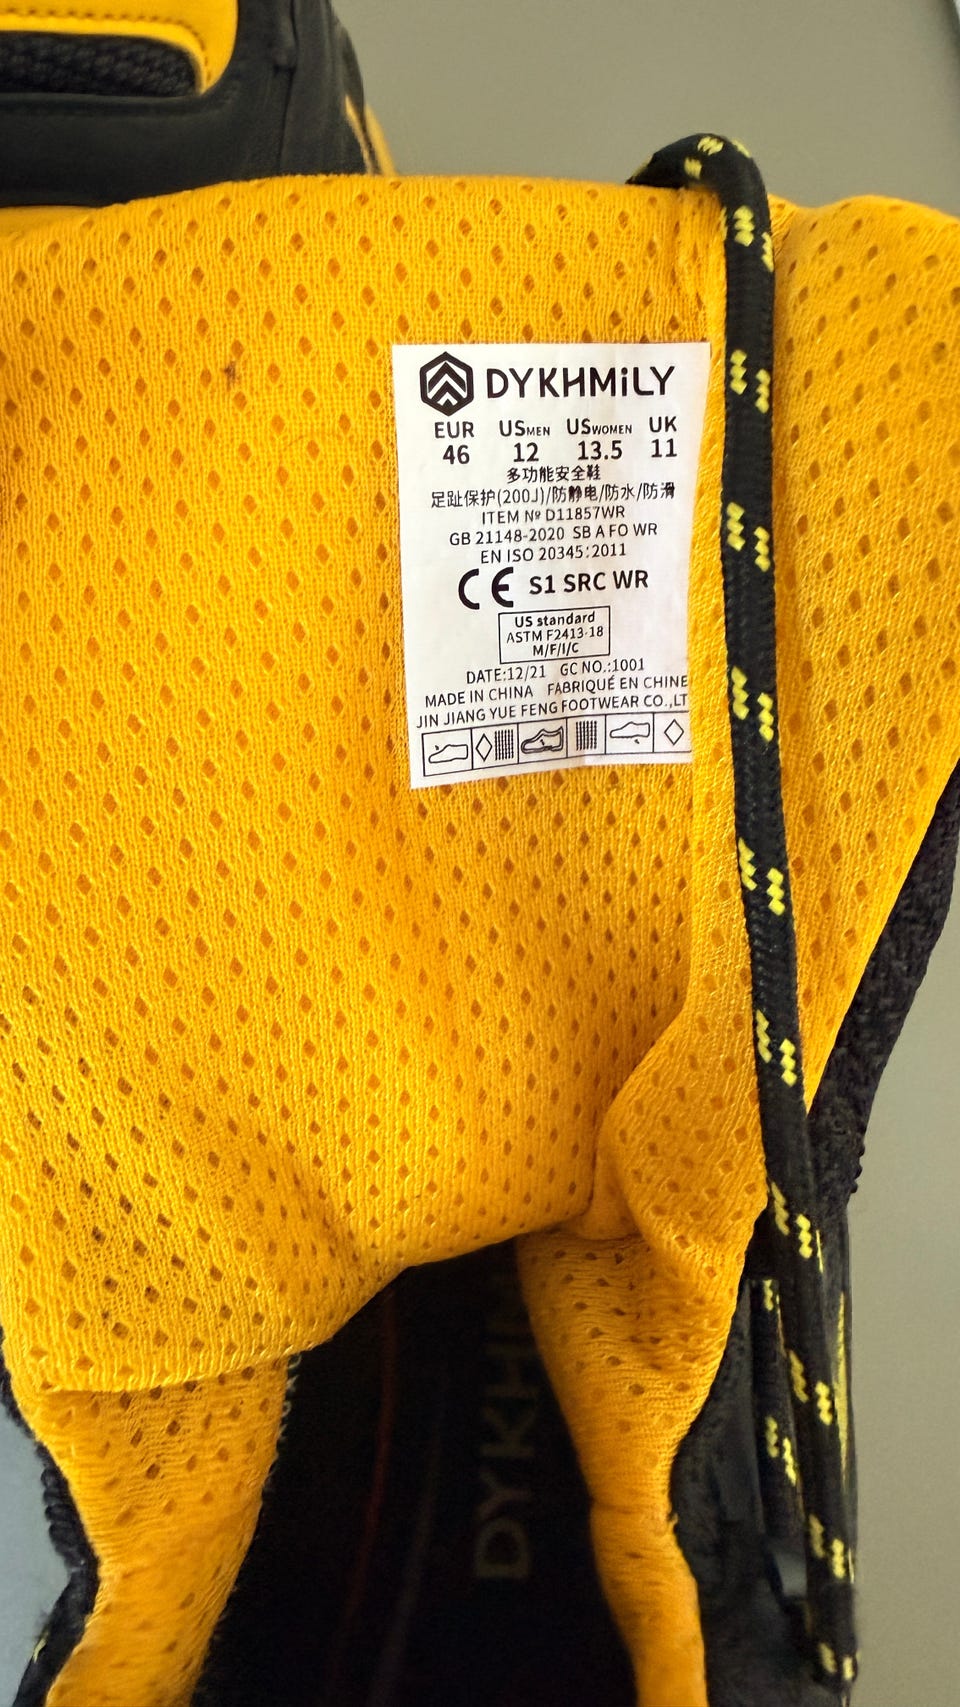 DYKHMiLY
EUR USMEN USWOMEN UK
46 12 13.5 11
多功能安全鞋
足趾保护(200J)/防静电/防水/防滑
ITEM Nº D11857WR
GB 21148-2020 SB A FO WR
EN ISO 20345:2011
CE S1 SRC WR
US standard
ASTM F2413-18
M/F/I/C
DATE:12/21 GC NO.:1001
MADE IN CHINA FABRIQUÉ EN CHINE
JIN JIANG YUE FENG FOOTWEAR CO.,LT
DYKH